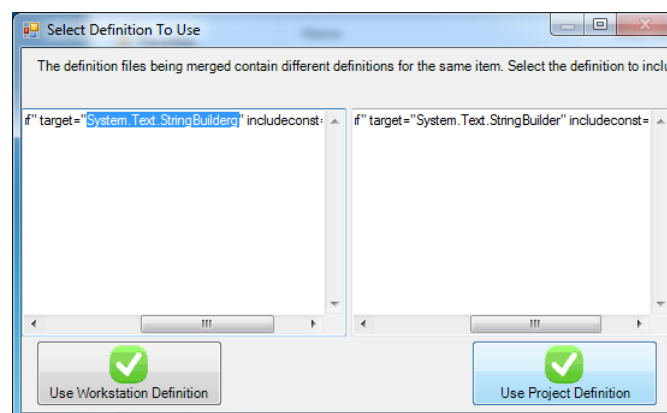 Select Definition To Use
The definition files being merged contain different definitions for the same item. Select the definition to inclu
f" target="System.Text.StringBuilderg" includeconst=
f" target="System.Text.StringBuilder" includeconst=
Use Workstation Definition
Use Project Definition